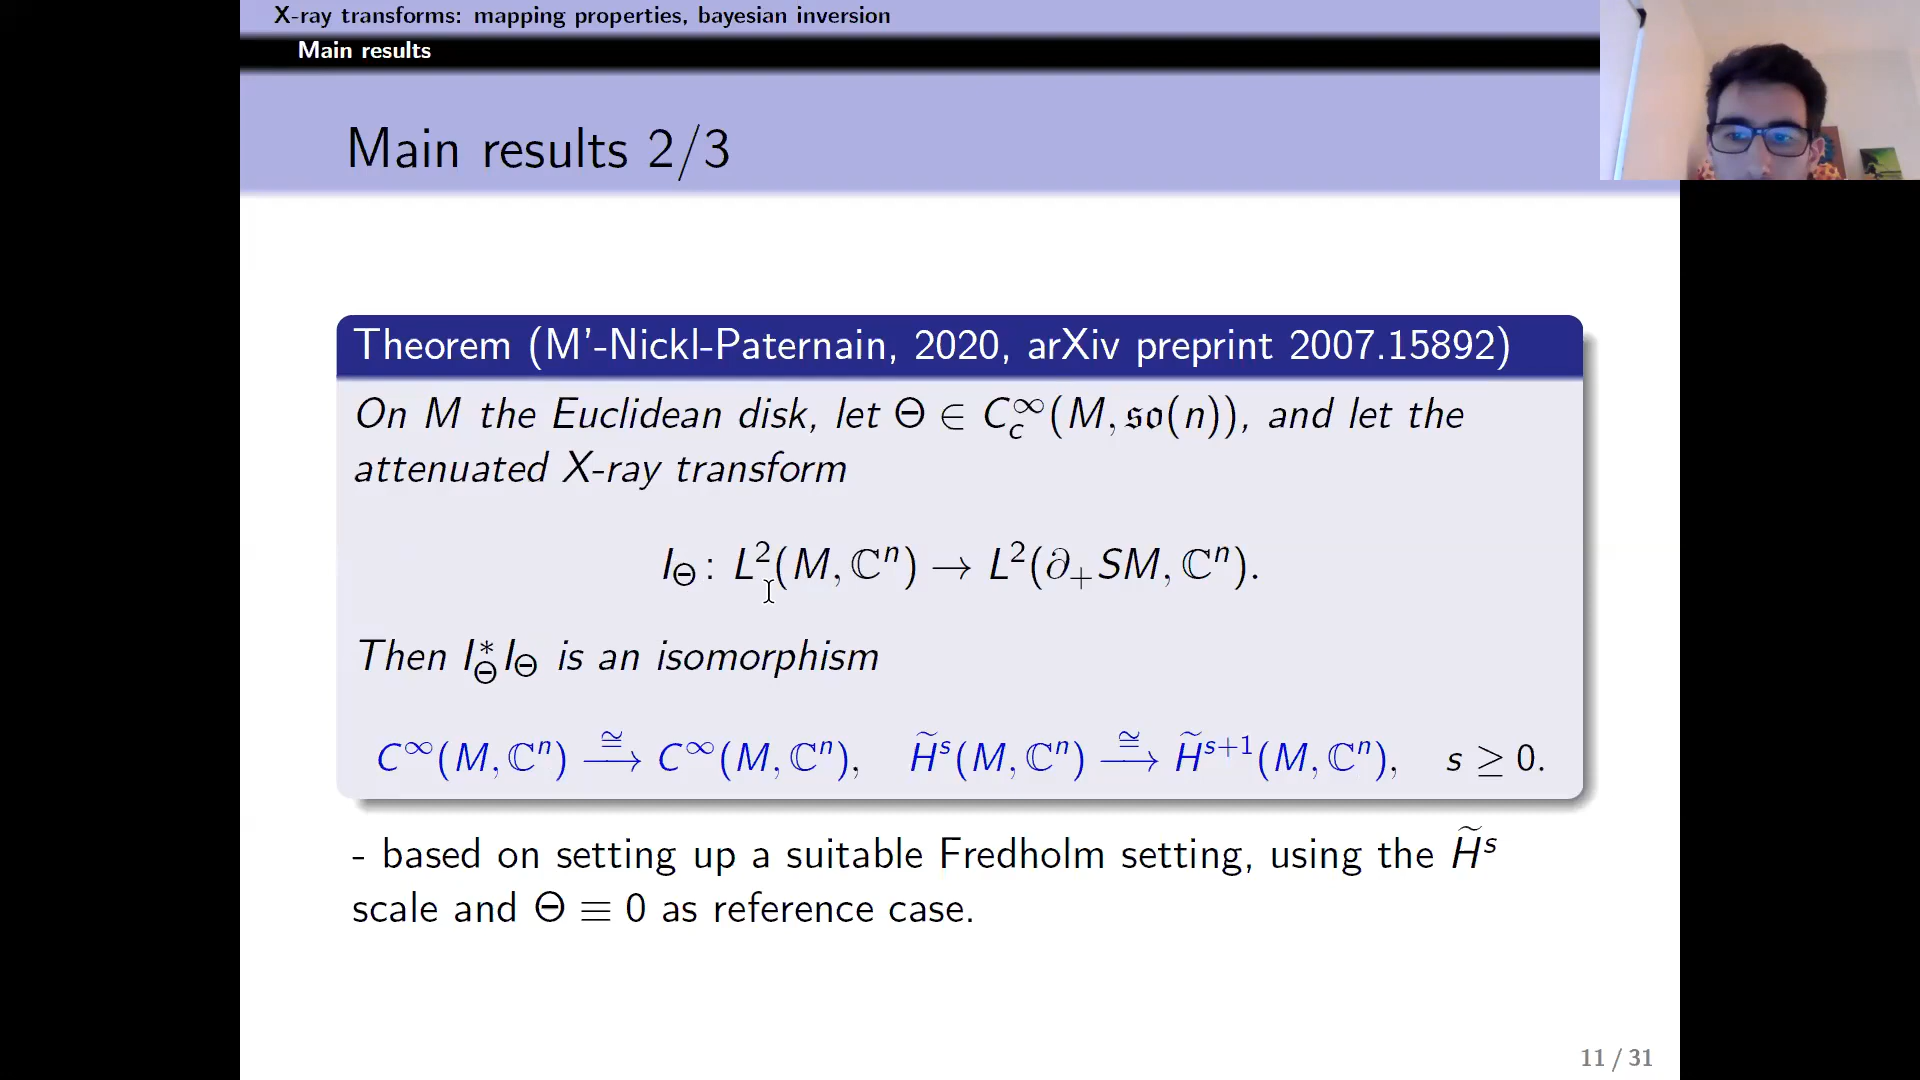 X-ray transforms: mapping properties, bayesian inversion
Main results
Main results 2/3
Theorem (M'-Nickl-Paternain, 2020, arXiv preprint 2007.15892)
On M the Euclidean disk, let Θ ∈ C_c^∞(M, 𝔰𝔬(n)), and let the
attenuated X-ray transform
I_Θ : L²(M, ℂⁿ) → L²(∂₊SM, ℂⁿ).
Then I_Θ^* I_Θ is an isomorphism
C^∞(M, ℂⁿ) ≅⟶ C^∞(M, ℂⁿ), H̃^s(M, ℂⁿ) ≅⟶ H̃^{s+1}(M, ℂⁿ), s ≥ 0.
- based on setting up a suitable Fredholm setting, using the H̃^s
scale and Θ ≡ 0 as reference case.
11 / 31